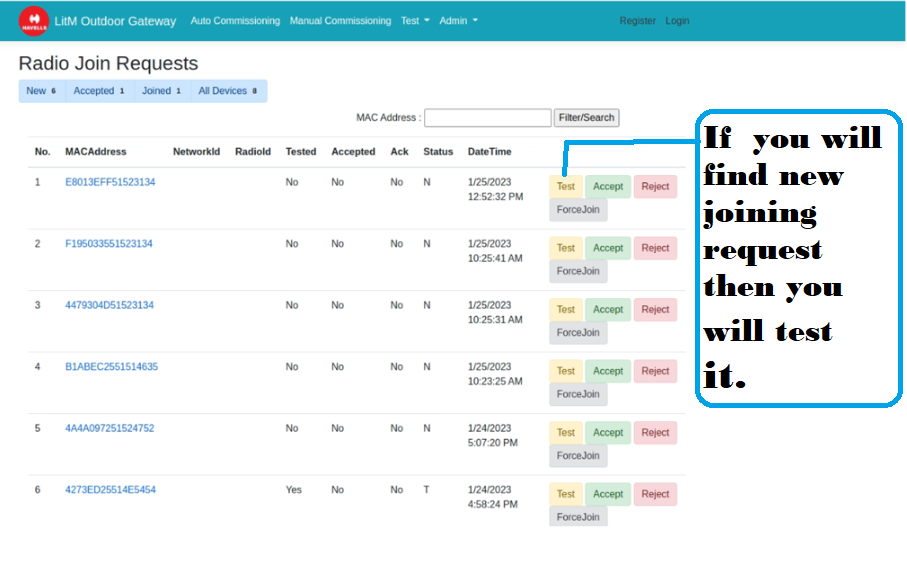 HAVELLS LitM Outdoor Gateway Auto Commissioning Manual Commissioning Test Admin Register Login
Radio Join Requests
New 6 Accepted 1 Joined 1 All Devices 8
MAC Address : Filter/Search
No. MACAddress NetworkId RadioId Tested Accepted Ack Status DateTime
1 E8013EFF51523134 No No No N 1/25/2023 Test Accept Reject
12:52:32 PM
ForceJoin
2 F195033551523134 No No No N 1/25/2023 Test Accept Reject
10:25:41 AM
ForceJoin
3 4479304D51523134 No No No N 1/25/2023 Test Accept Reject
10:25:31 AM
ForceJoin
4 B1ABEC2551514635 No No No N 1/25/2023 Test Accept Reject
10:23:25 AM
ForceJoin
5 4A4A097251524752 No No No N 1/24/2023 Test Accept Reject
5:07:20 PM
ForceJoin
6 4273ED25514E5454 Yes No No T 1/24/2023 Test Accept Reject
4:58:24 PM
ForceJoin
If you will
find new
joining
request
then you
will test
it.